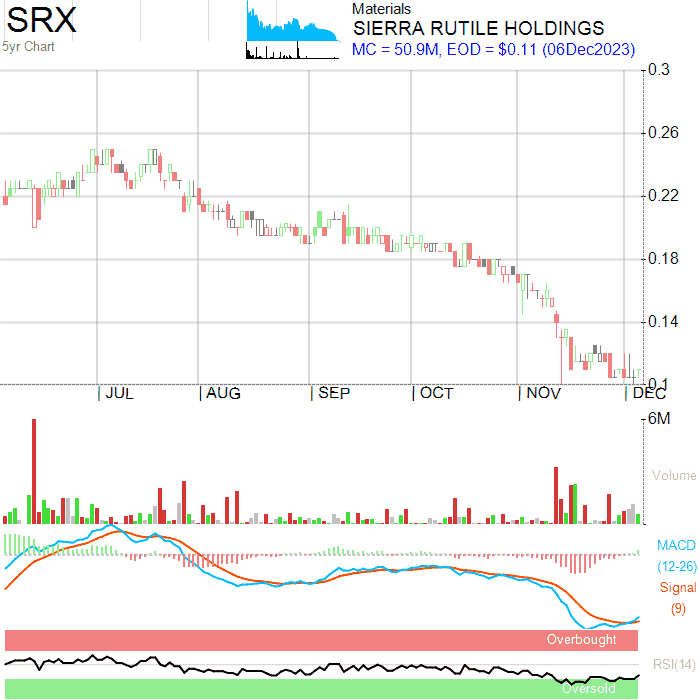 SRX
5yr Chart
Materials
SIERRA RUTILE HOLDINGS
MC = 50.9M, EOD = $0.11 (06Dec2023)
0.3
0.26
0.22
0.18
0.14
0.1
JUL AUG SEP OCT NOV DEC
6M
Volume
MACD
(12-26)
Signal
(9)
Overbought
RSI(14)
Oversold